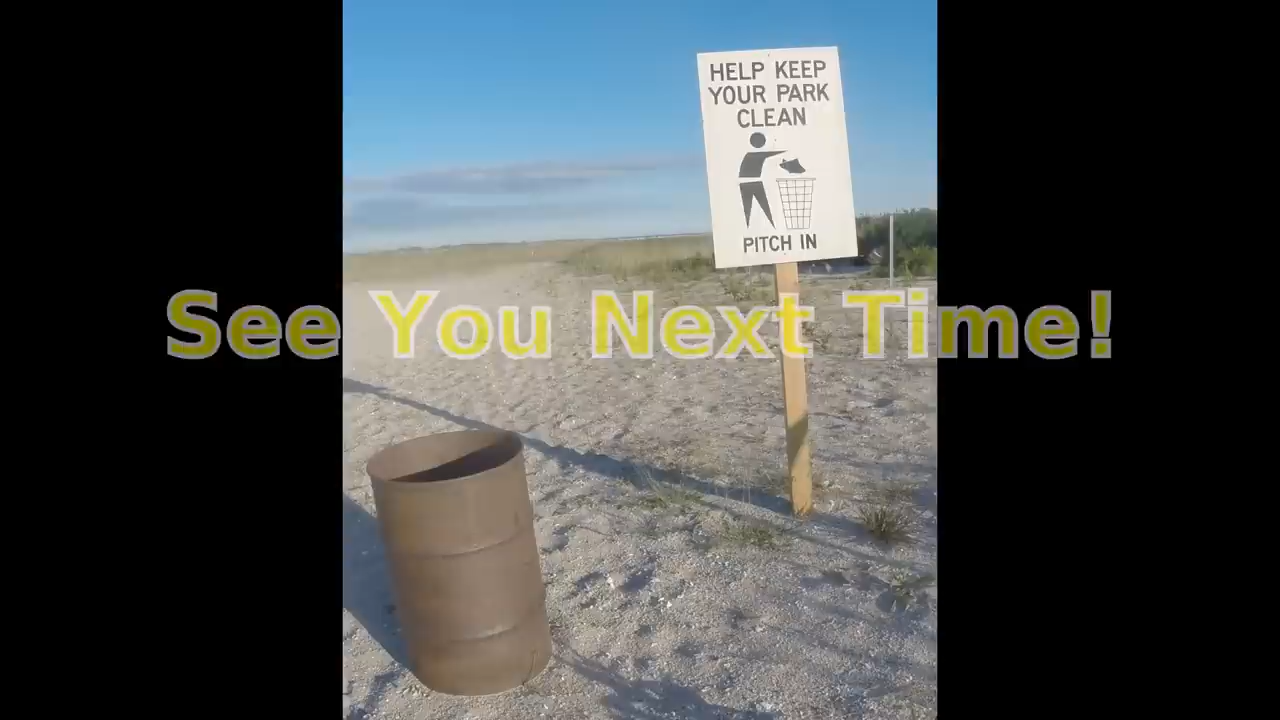 HELP KEEP
YOUR PARK
CLEAN
PITCH IN
See You Next Time!